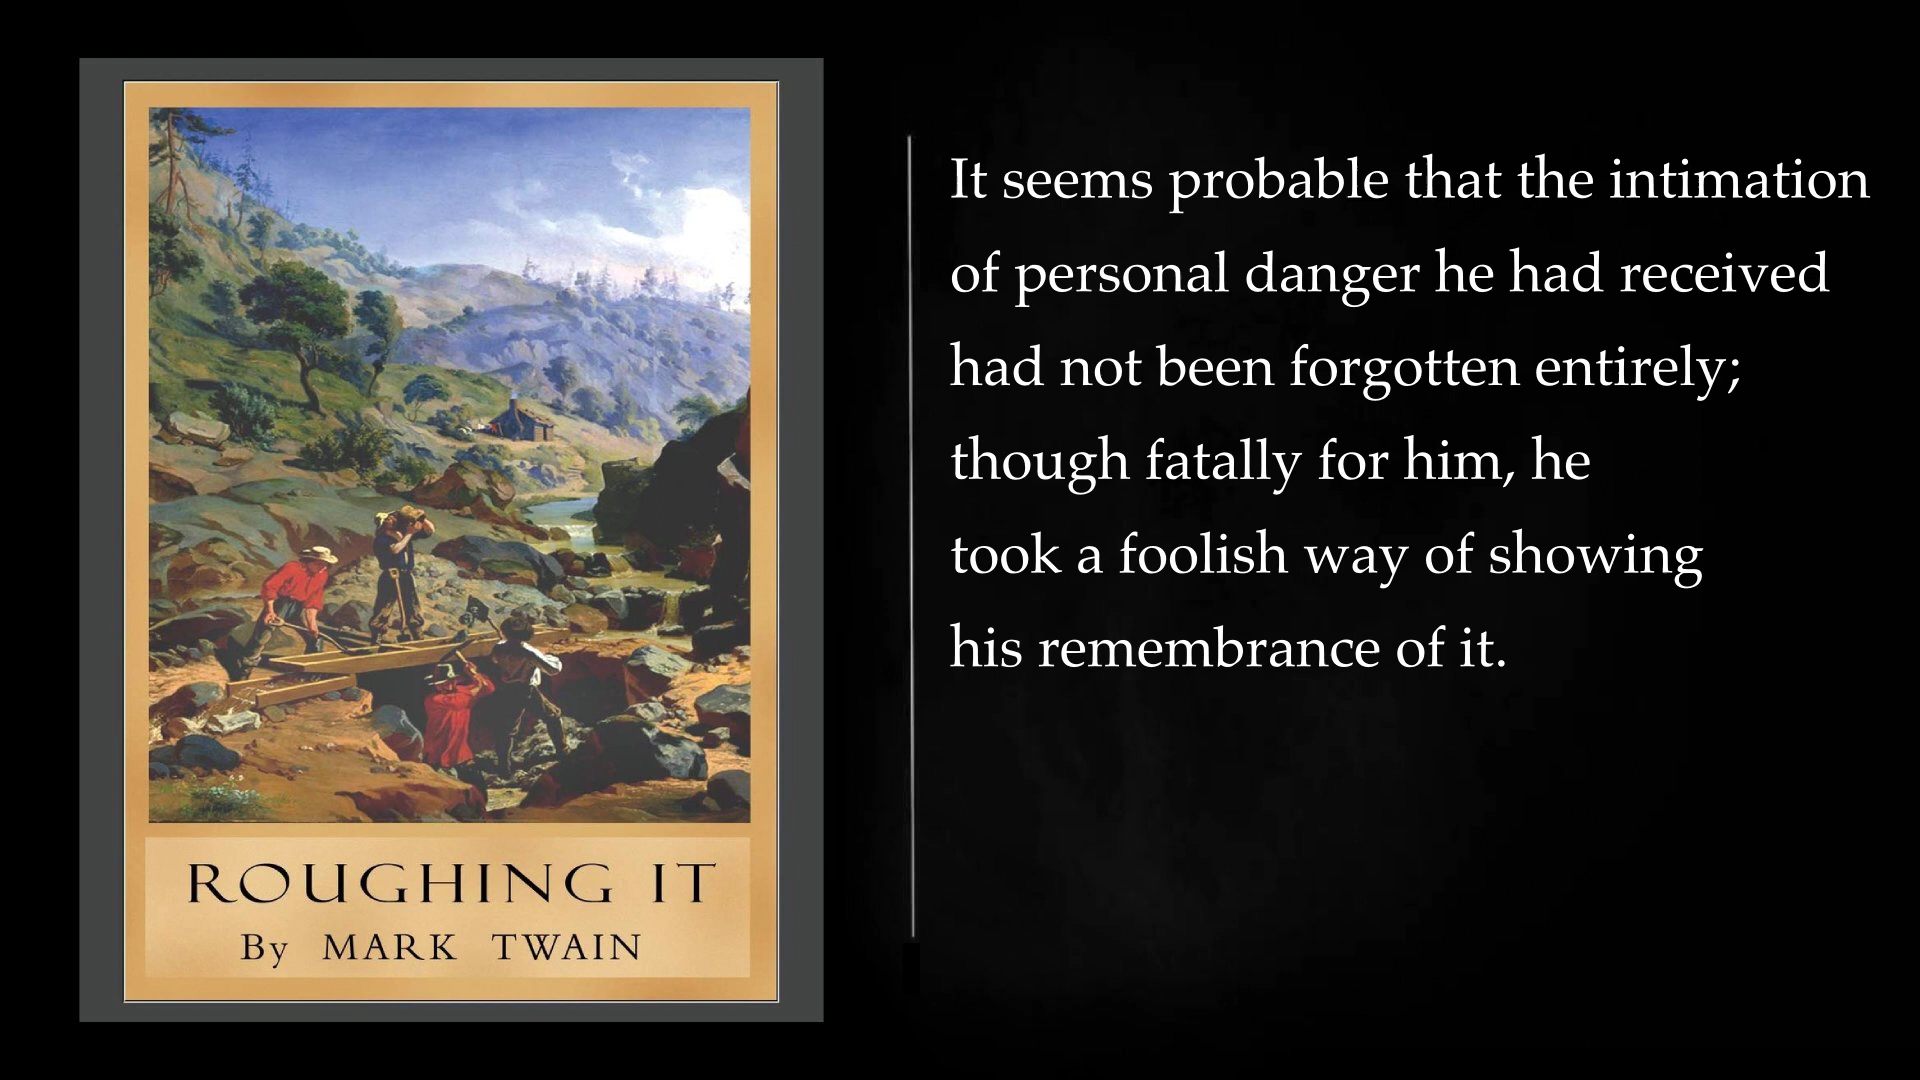 ROUGHING IT
By MARK TWAIN
It seems probable that the intimation
of personal danger he had received
had not been forgotten entirely;
though fatally for him, he
took a foolish way of showing
his remembrance of it.